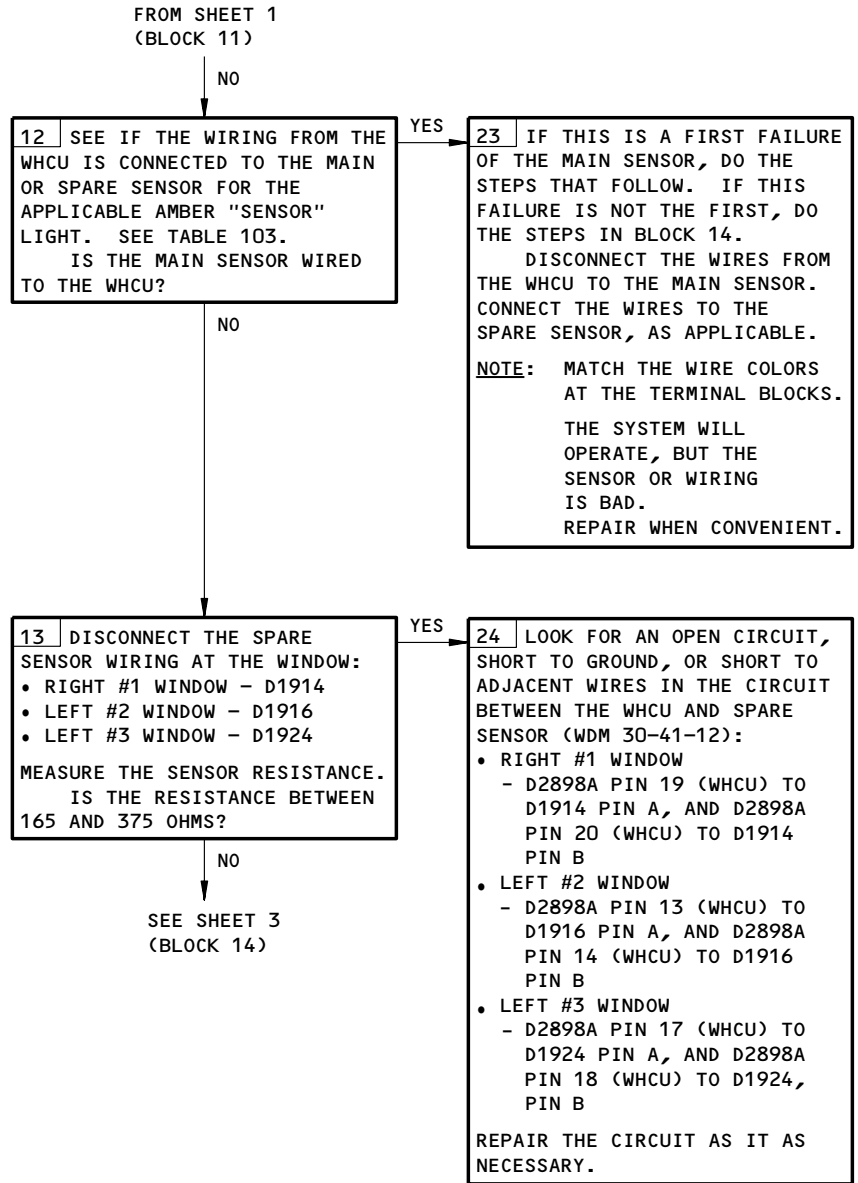 FROM SHEET 1
(BLOCK 11)
NO
12 SEE IF THE WIRING FROM THE
WHCU IS CONNECTED TO THE MAIN
OR SPARE SENSOR FOR THE
APPLICABLE AMBER "SENSOR"
LIGHT. SEE TABLE 103.
IS THE MAIN SENSOR WIRED
TO THE WHCU?
YES
23 IF THIS IS A FIRST FAILURE
OF THE MAIN SENSOR, DO THE
STEPS THAT FOLLOW. IF THIS
FAILURE IS NOT THE FIRST, DO
THE STEPS IN BLOCK 14.
DISCONNECT THE WIRES FROM
THE WHCU TO THE MAIN SENSOR.
CONNECT THE WIRES TO THE
SPARE SENSOR, AS APPLICABLE.
NOTE: MATCH THE WIRE COLORS
AT THE TERMINAL BLOCKS.
THE SYSTEM WILL
OPERATE, BUT THE
SENSOR OR WIRING
IS BAD.
REPAIR WHEN CONVENIENT.
NO
13 DISCONNECT THE SPARE
SENSOR WIRING AT THE WINDOW:
• RIGHT #1 WINDOW – D1914
• LEFT #2 WINDOW – D1916
• LEFT #3 WINDOW – D1924
MEASURE THE SENSOR RESISTANCE.
IS THE RESISTANCE BETWEEN
165 AND 375 OHMS?
YES
24 LOOK FOR AN OPEN CIRCUIT,
SHORT TO GROUND, OR SHORT TO
ADJACENT WIRES IN THE CIRCUIT
BETWEEN THE WHCU AND SPARE
SENSOR (WDM 30-41-12):
• RIGHT #1 WINDOW
– D2898A PIN 19 (WHCU) TO
D1914 PIN A, AND D2898A
PIN 20 (WHCU) TO D1914
PIN B
• LEFT #2 WINDOW
– D2898A PIN 13 (WHCU) TO
D1916 PIN A, AND D2898A
PIN 14 (WHCU) TO D1916
PIN B
• LEFT #3 WINDOW
– D2898A PIN 17 (WHCU) TO
D1924 PIN A, AND D2898A
PIN 18 (WHCU) TO D1924,
PIN B
REPAIR THE CIRCUIT AS IT AS
NECESSARY.
NO
SEE SHEET 3
(BLOCK 14)